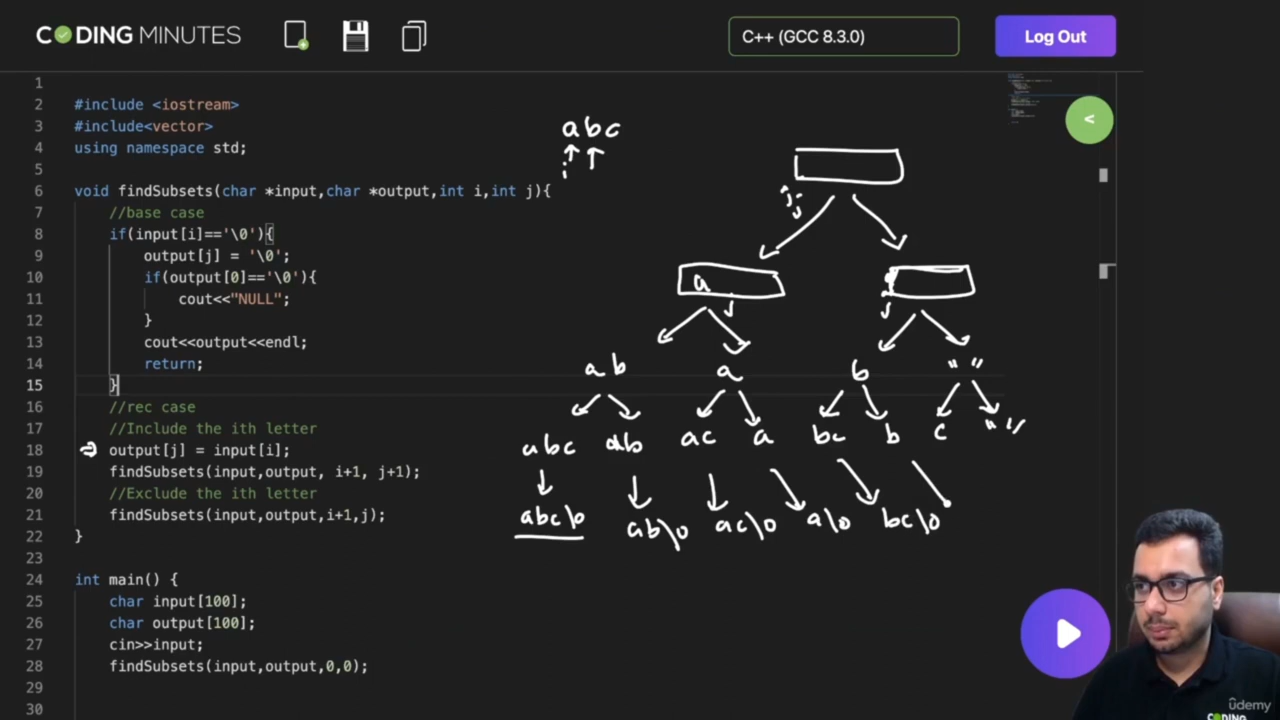 CODING MINUTES
C++ (GCC 8.3.0)
Log Out
<
1
2 #include <iostream>
3 #include<vector>
4 using namespace std;
5
6 void findSubsets(char *input,char *output,int i,int j){
7 //base case
8 if(input[i]=='\0'){
9 output[j] = '\0';
10 if(output[0]=='\0'){
11 cout<<"NULL";
12 }
13 cout<<output<<endl;
14 return;
15 }
16 //rec case
17 //Include the ith letter
18 output[j] = input[i];
19 findSubsets(input,output, i+1, j+1);
20 //Exclude the ith letter
21 findSubsets(input,output,i+1,j);
22 }
23
24 int main() {
25 char input[100];
26 char output[100];
27 cin>>input;
28 findSubsets(input,output,0,0);
29
30
abc
i
j
a
ab a b " "
abc ab ac a bc b c " "
abc\0 ab\0 ac\0 a\0 bc\0
CODING
ûdemy